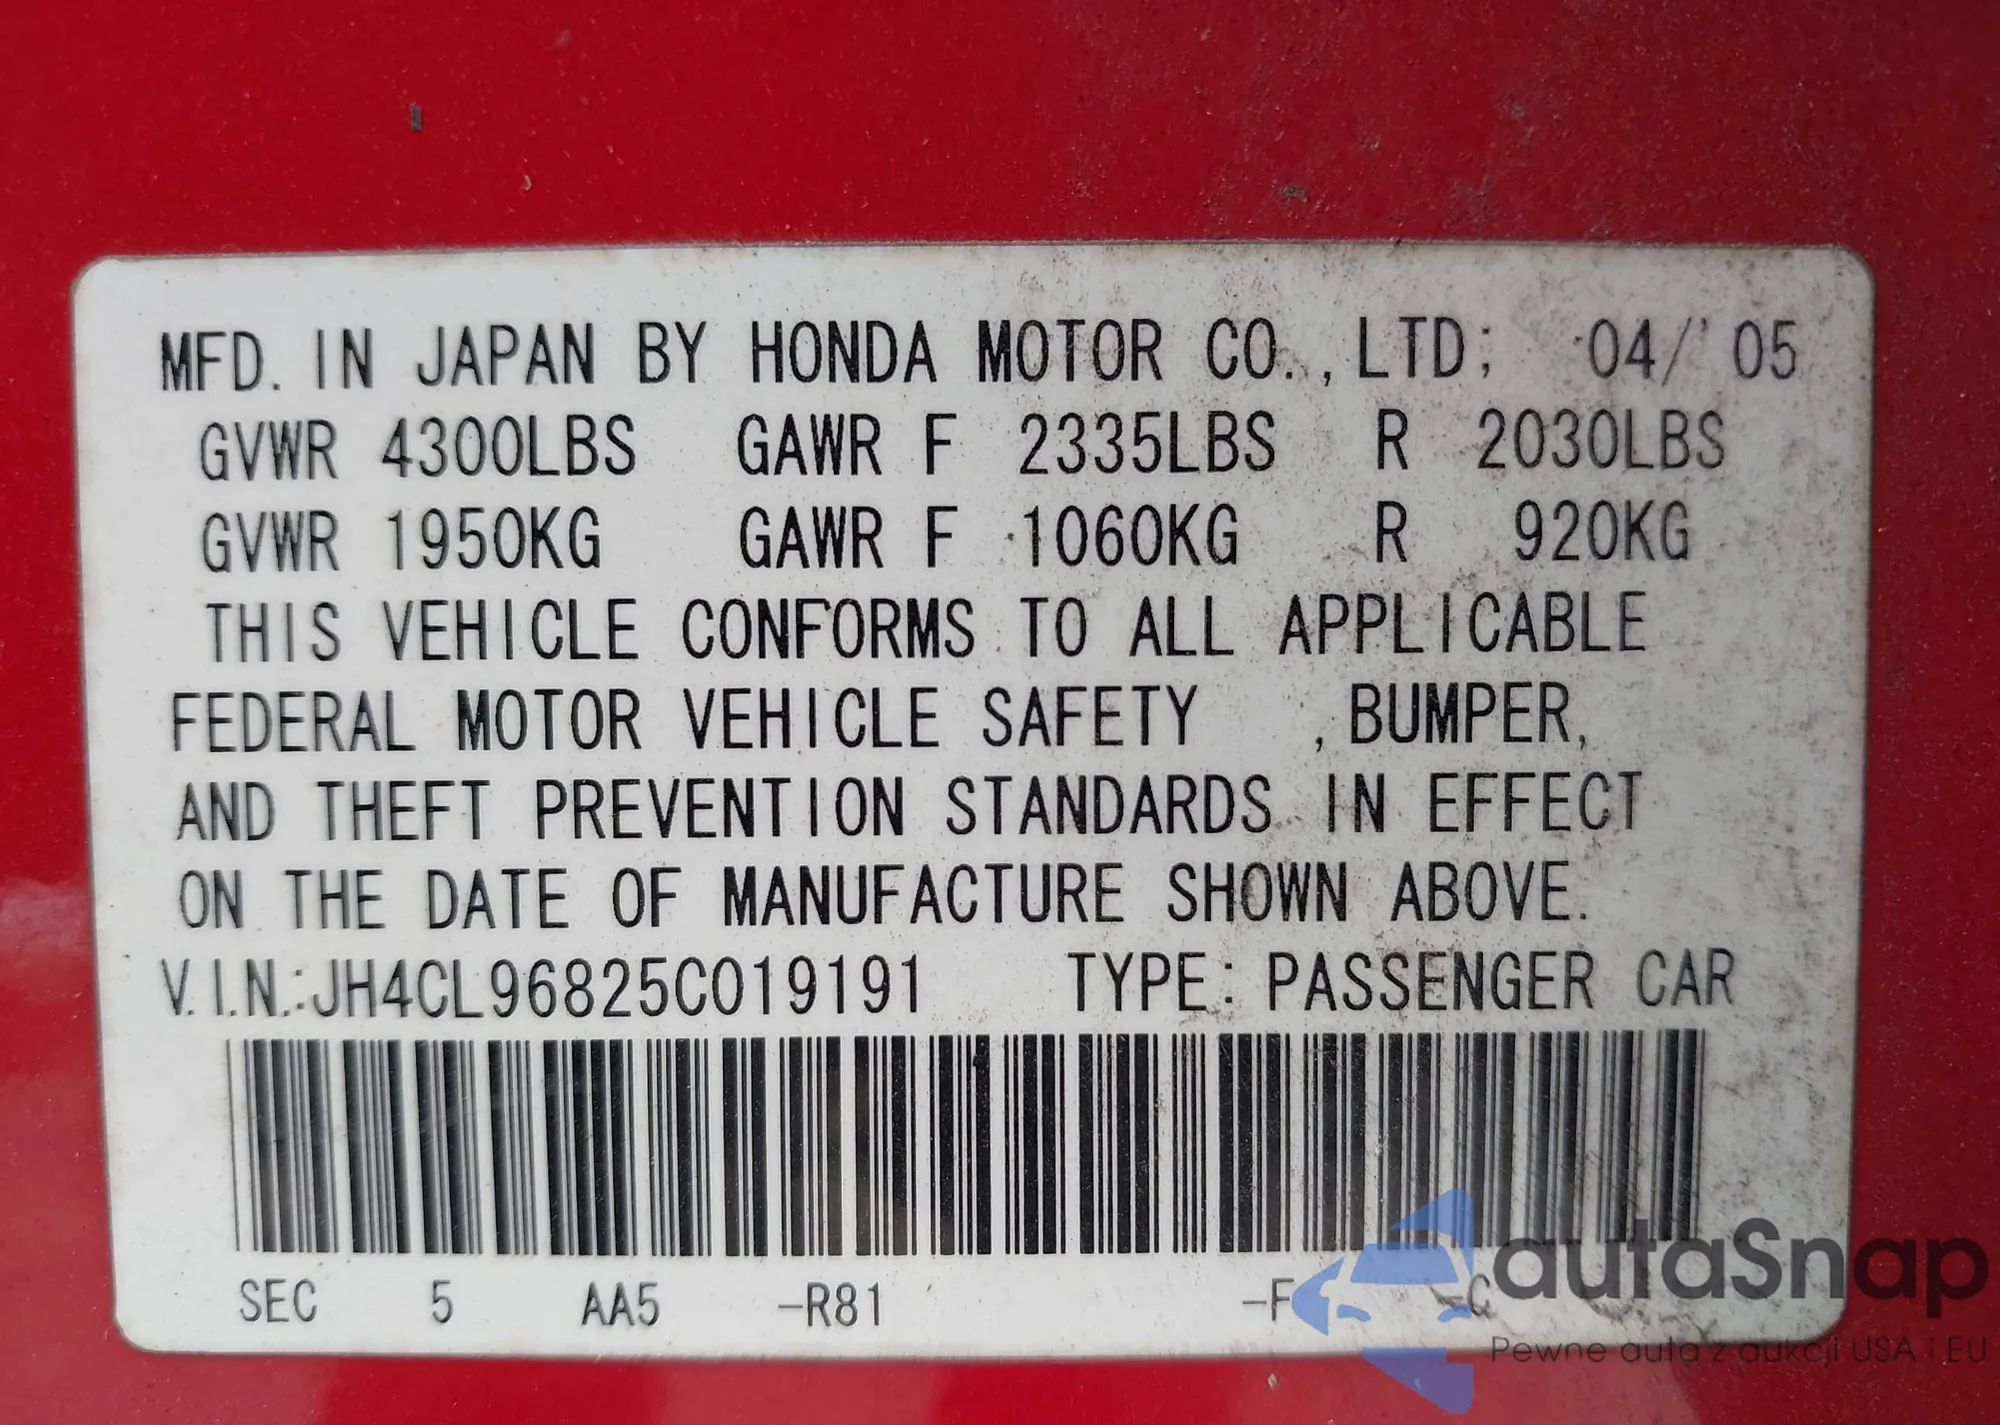 MFD. IN JAPAN BY HONDA MOTOR CO.,LTD; 04/'05
GVWR 4300LBS GAWR F 2335LBS R 2030LBS
GVWR 1950KG GAWR F 1060KG R 920KG
THIS VEHICLE CONFORMS TO ALL APPLICABLE
FEDERAL MOTOR VEHICLE SAFETY ,BUMPER,
AND THEFT PREVENTION STANDARDS IN EFFECT
ON THE DATE OF MANUFACTURE SHOWN ABOVE.
V.I.N.:JH4CL96825C019191 TYPE: PASSENGER CAR
SEC 5 AA5 -R81 -F -C
autaSnap
Pewne auta z aukcji USA i EU